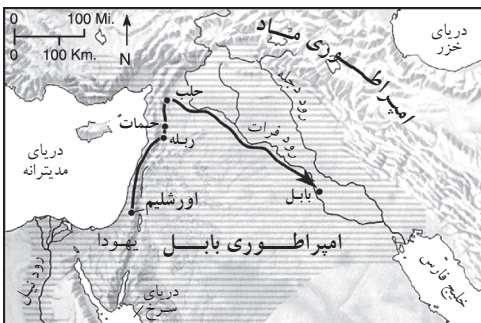 0 100 Mi.
0 100 Km.
N
امپراطوری ماد
دریای
خزر
رود دجله
حلب
حمات
ربله
رود فرات
دریای
مدیترانه
بابل
اورشلیم
یهودا
امپراطوری بابل
رود نیل
دریای
سرخ
خلیج فارس